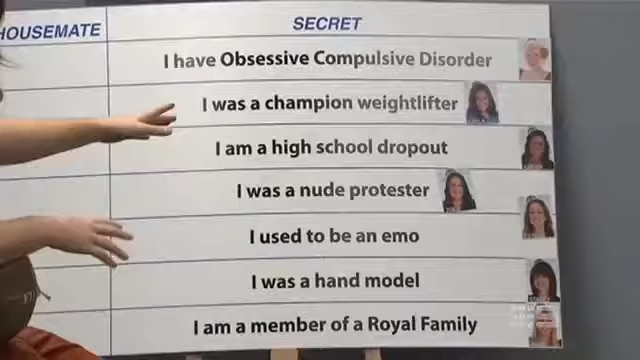 HOUSEMATE SECRET
I have Obsessive Compulsive Disorder
I was a champion weightlifter
I am a high school dropout
I was a nude protester
I used to be an emo
I was a hand model
I am a member of a Royal Family